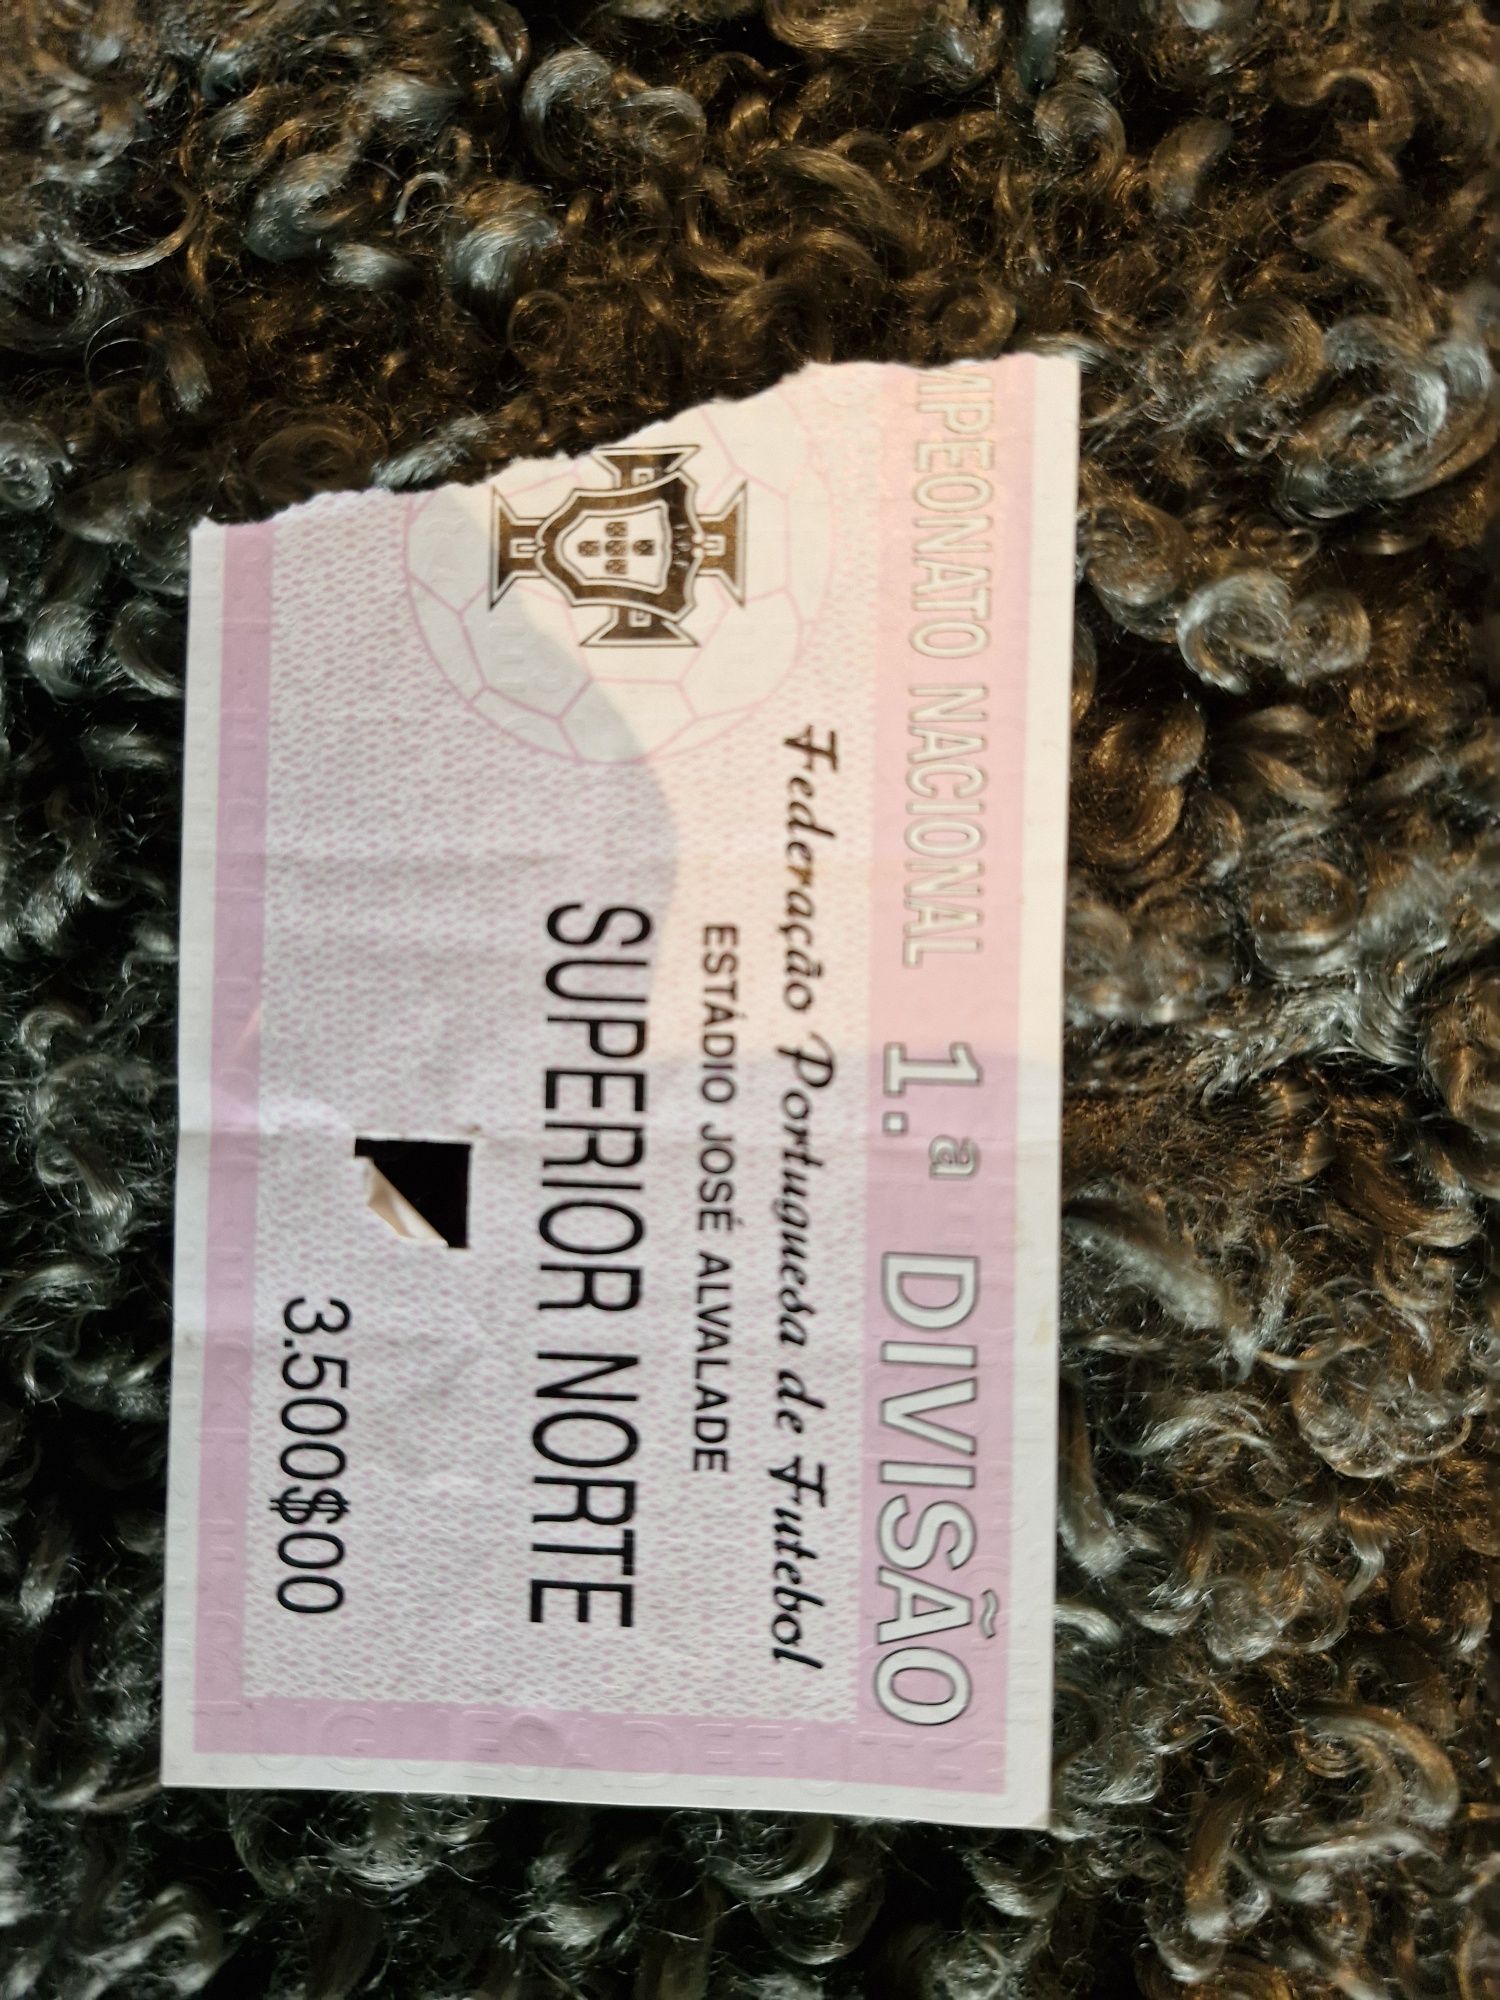 MPEONATO NACIONAL 1.ª DIVISÃO
Federação Portuguesa de Futebol
ESTÁDIO JOSÉ ALVALADE
SUPERIOR NORTE
3.500$00